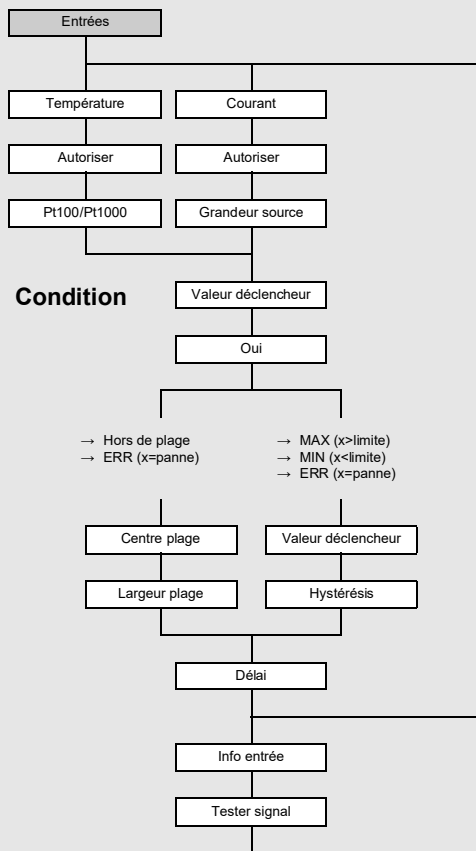 Entrées
Température
Courant
Autoriser
Autoriser
Pt100/Pt1000
Grandeur source
Condition
Valeur déclencheur
Oui
→ Hors de plage
→ ERR (x=panne)
→ MAX (x>limite)
→ MIN (x<limite)
→ ERR (x=panne)
Centre plage
Valeur déclencheur
Largeur plage
Hystérésis
Délai
Info entrée
Tester signal